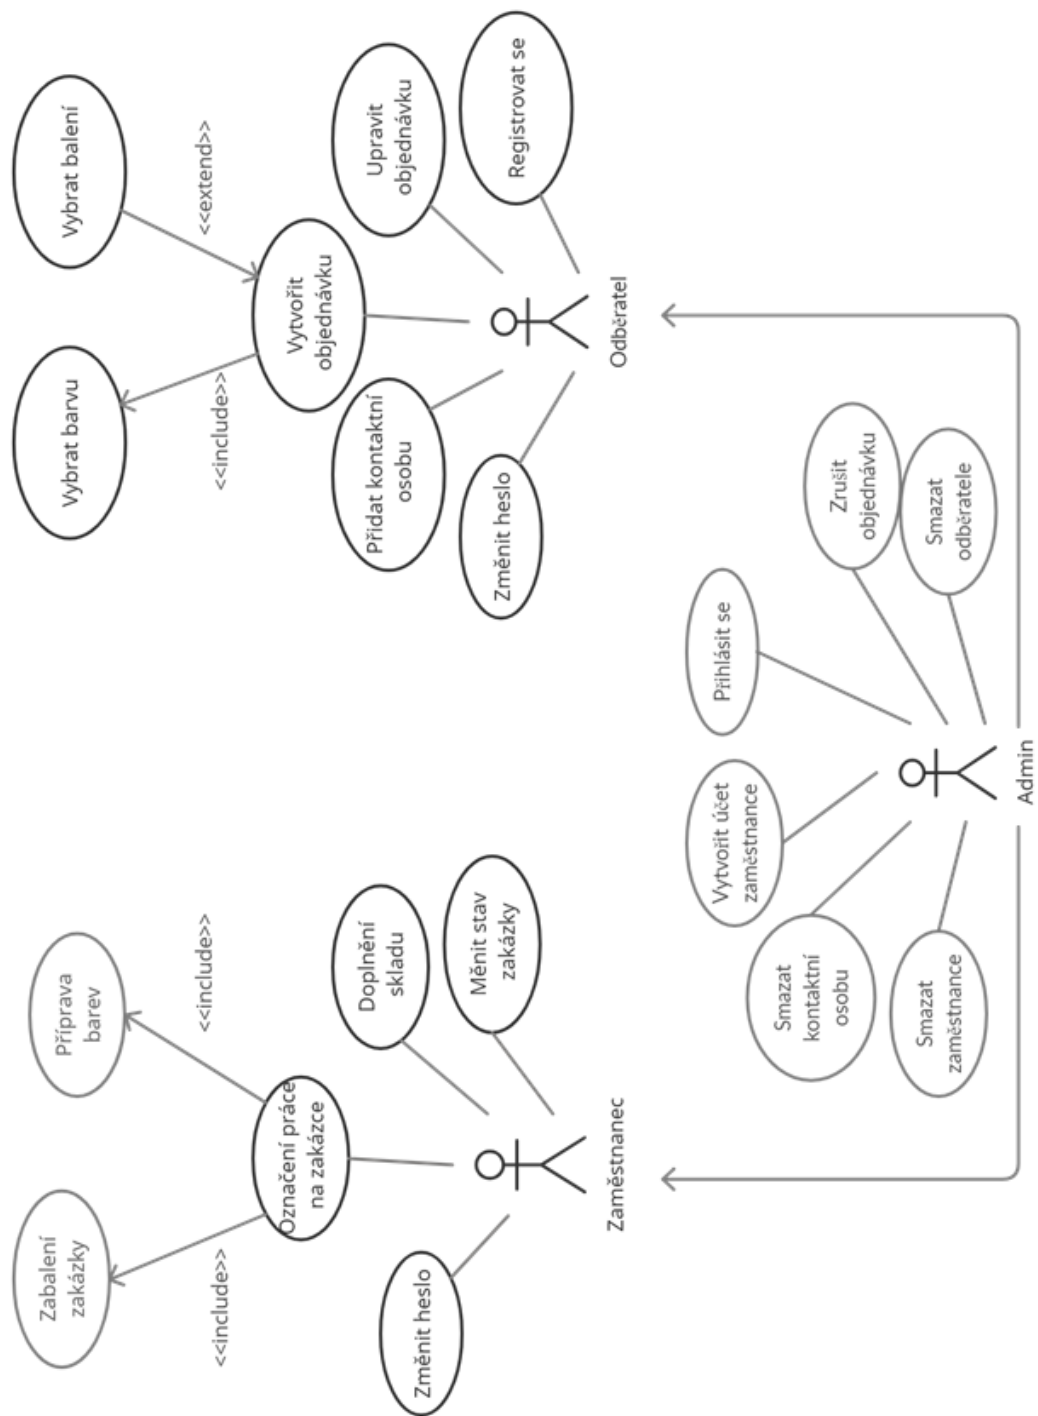 Zabalení
zakázky
Příprava
barev
Vybrat barvu
Vybrat balení
<<include>>
<<include>>
<<include>>
<<extend>>
Označení práce
na zakázce
Vytvořit
objednávku
Změnit heslo
Doplnění
skladu
Měnit stav
zakázky
Přidat kontaktní
osobu
Upravit
objednávku
Změnit heslo
Registrovat se
Zaměstnanec
Odběratel
Smazat
kontaktní
osobu
Vytvořit účet
zaměstnance
Přihlásit se
Zrušit
objednávku
Smazat
zaměstnance
Smazat
odběratele
Admin